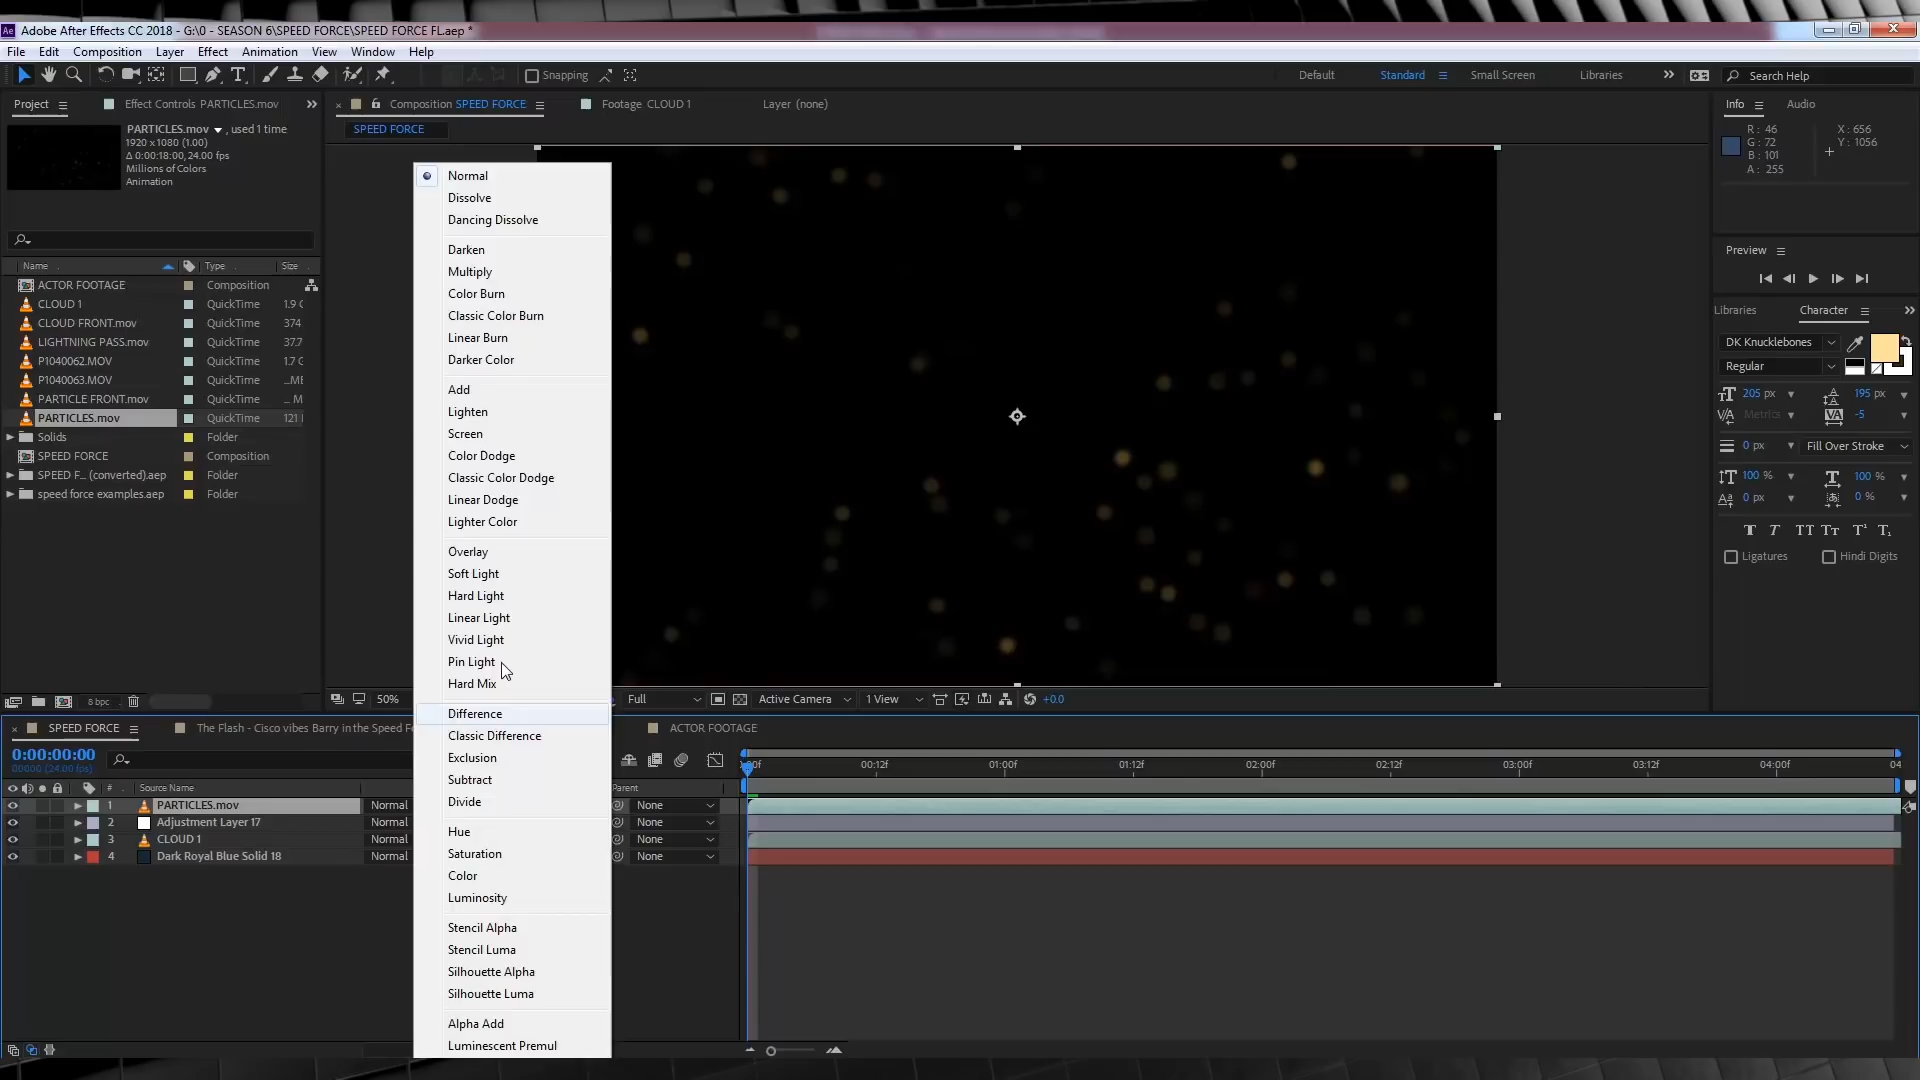 Adobe After Effects CC 2018 - G:\0 - SEASON 6\SPEED FORCE\SPEED FORCE FL.aep *
File Edit Composition Layer Effect Animation View Window Help
Snapping Default Standard Small Screen Libraries Search Help
Project Effect Controls PARTICLES.mov Composition SPEED FORCE Footage CLOUD 1 Layer (none) Info Audio
SPEED FORCE
PARTICLES.mov , used 1 time
1920 x1080 (1.00)
Δ 0:00:18:00, 24.00 fps
Millions of Colors
Animation
R : 46 X : 656
G : 72 Y : 1056
B : 101
A : 255
Preview
Name Type Size
ACTOR FOOTAGE Composition
CLOUD 1 QuickTime 1.9 G
CLOUD FRONT.mov QuickTime 374
LIGHTNING PASS.mov QuickTime 37.7
P1040062.MOV QuickTime 1.7 G
P1040063.MOV QuickTime ...ME
PARTICLE FRONT.mov QuickTime ... M
PARTICLES.mov QuickTime 121
Solids Folder
SPEED FORCE Composition
SPEED F... (converted).aep Folder
speed force examples.aep Folder
8 bpc
Normal
Dissolve
Dancing Dissolve
Darken
Multiply
Color Burn
Classic Color Burn
Linear Burn
Darker Color
Add
Lighten
Screen
Color Dodge
Classic Color Dodge
Linear Dodge
Lighter Color
Overlay
Soft Light
Hard Light
Linear Light
Vivid Light
Pin Light
Hard Mix
Difference
Classic Difference
Exclusion
Subtract
Divide
Hue
Saturation
Color
Luminosity
Stencil Alpha
Stencil Luma
Silhouette Alpha
Silhouette Luma
Alpha Add
Luminescent Premul
Libraries Character
DK Knucklebones
Regular
205 px 195 px
Metrics -5
0 px Fill Over Stroke
100 % 100 %
0 px 0 %
Ligatures Hindi Digits
50% Full Active Camera 1 View +0.0
SPEED FORCE The Flash - Cisco vibes Barry in the Speed Fo ACTOR FOOTAGE
0:00:00:00
00000 (24.00 fps)
:00f 00:12f 01:00f 01:12f 02:00f 02:12f 03:00f 03:12f 04:00f 04
# Source Name Parent
1 PARTICLES.mov Normal None
2 Adjustment Layer 17 Normal None
3 CLOUD 1 Normal None
4 Dark Royal Blue Solid 18 Normal None